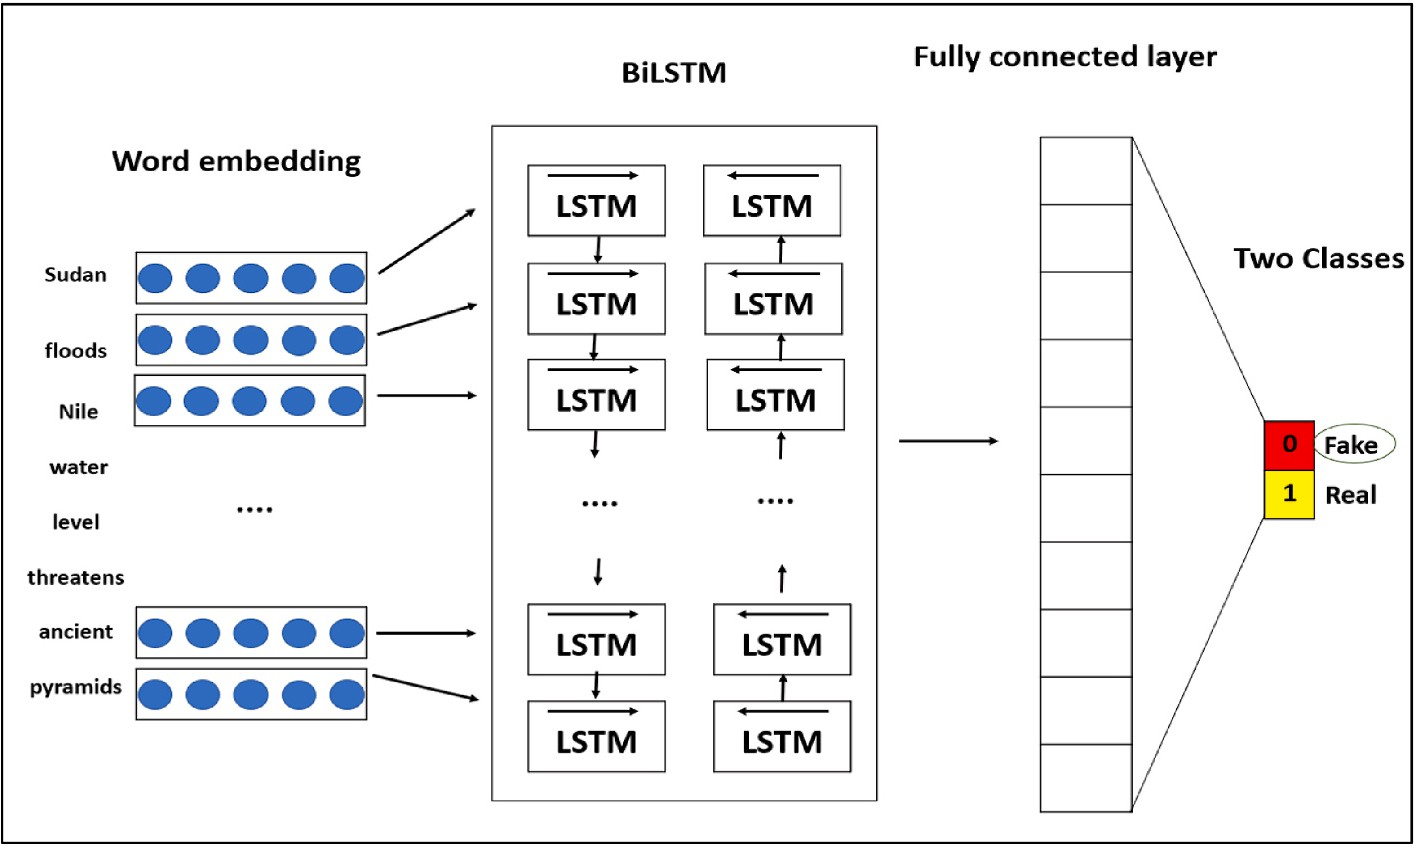 Word embedding
Sudan
floods
Nile
water
level
threatens
ancient
pyramids
....
BiLSTM
LSTM
LSTM
LSTM
....
LSTM
LSTM
LSTM
LSTM
LSTM
....
LSTM
LSTM
Fully connected layer
Two Classes
0 Fake
1 Real